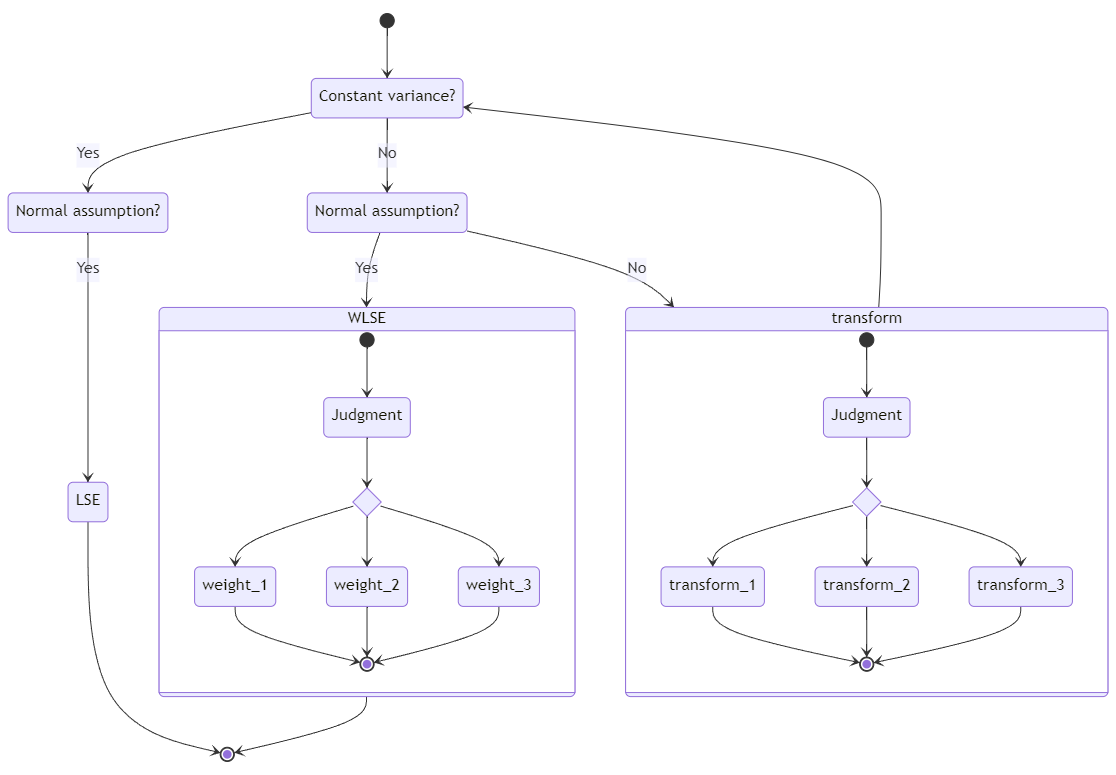 Constant variance?
Yes
No
Normal assumption?
Normal assumption?
Yes
Yes
No
WLSE
transform
Judgment
Judgment
LSE
weight_1
weight_2
weight_3
transform_1
transform_2
transform_3